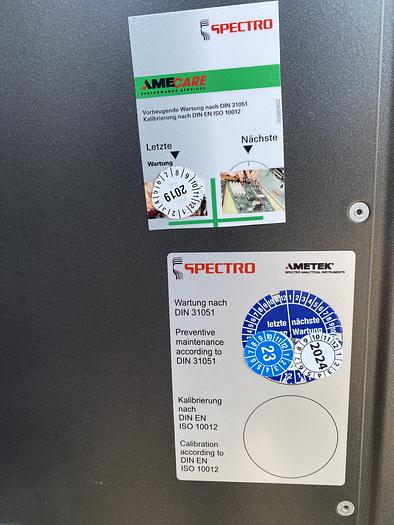 SPECTRO
AMECARE
PERFORMANCE SERVICES
Vorbeugende Wartung nach DIN 31051
Kalibrierung nach DIN EN ISO 10012
Letzte
Nächste
Wartung
2019
SPECTRO
AMETEK®
SPECTRO ANALYTICAL INSTRUMENTS
Wartung nach
DIN 31051
Preventive
maintenance
according to
DIN 31051
letzte
nächste
Wartung
23
2024
Kalibrierung
nach
DIN EN
ISO 10012
Calibration
according to
DIN EN
ISO 10012